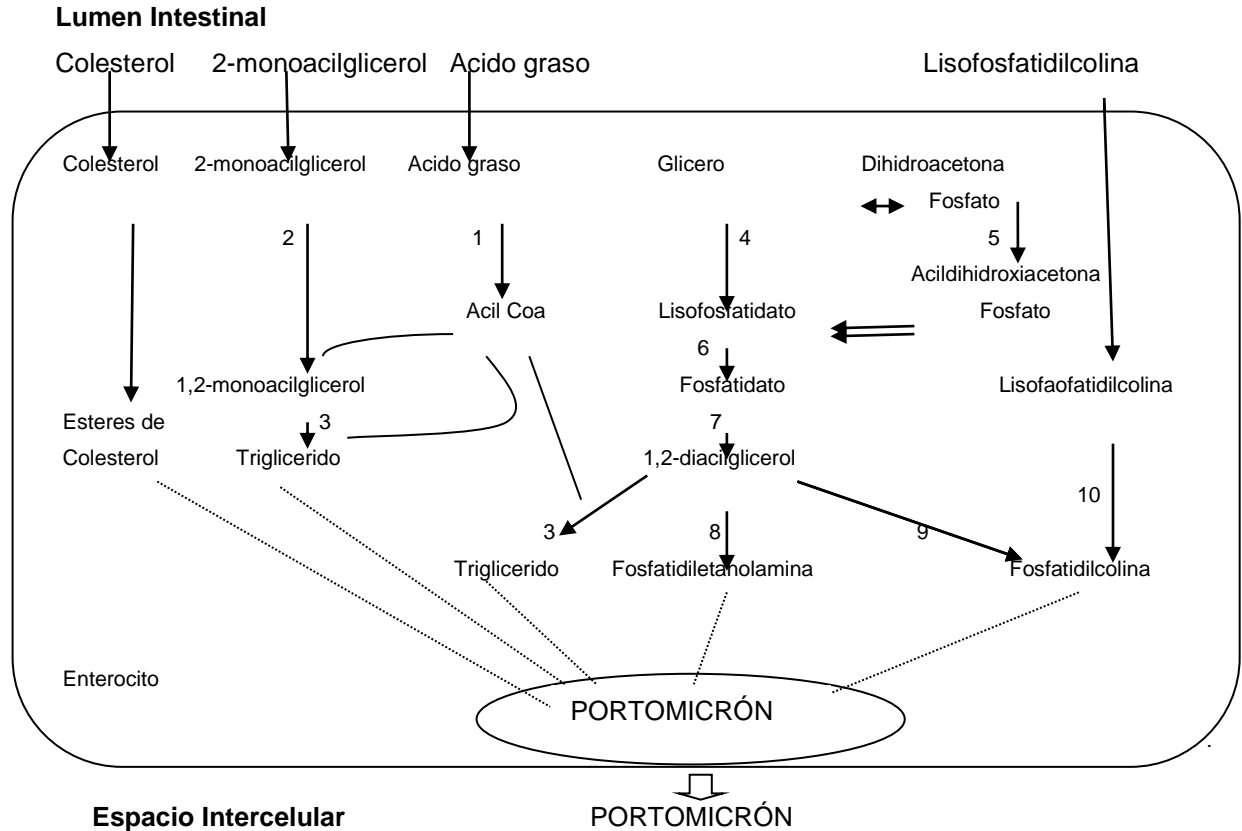 Lumen Intestinal
Colesterol 2-monoacilglicerol Acido graso Lisofosfatidilcolina
Colesterol 2-monoacilglicerol Acido graso Glicero Dihidroacetona
Fosfato
2 1 4 5
Acildihidroxiacetona
Acil Coa Lisofosfatidato Fosfato
6
1,2-monoacilglicerol Fosfatidato Lisofaofatidilcolina
Esteres de 3 7
Colesterol Triglicerido 1,2-diacilglicerol
10
3 8 9
Triglicerido Fosfatidiletanolamina Fosfatidilcolina
Enterocito
PORTOMICRÓN
.
Espacio Intercelular PORTOMICRÓN